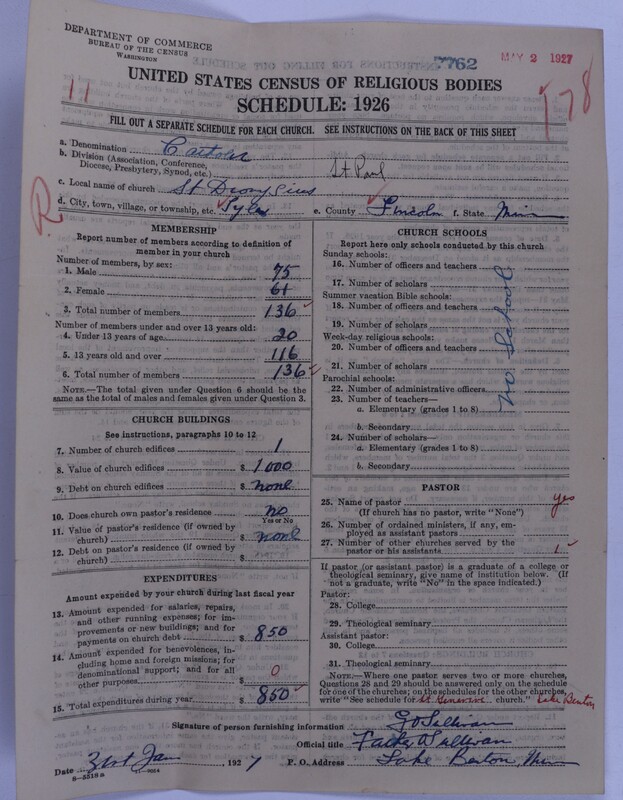 DEPARTMENT OF COMMERCE
BUREAU OF THE CENSUS
WASHINGTON
7762
MAY 2 1927
UNITED STATES CENSUS OF RELIGIOUS BODIES
SCHEDULE: 1926
11
178
FILL OUT A SEPARATE SCHEDULE FOR EACH CHURCH. SEE INSTRUCTIONS ON THE BACK OF THIS SHEET
a. Denomination Catholic
b. Division (Association, Conference, Diocese, Presbytery, Synod, etc.) St Paul
c. Local name of church St Dionysius
d. City, town, village, or township, etc. Tyler e. County Lincoln f. State Minn
R
MEMBERSHIP
Report number of members according to definition of member in your church
Number of members, by sex:
1. Male 75
2. Female 61
3. Total number of members 136
Number of members under and over 13 years old:
4. Under 13 years of age 20
5. 13 years old and over 116
6. Total number of members 136
NOTE.—The total given under Question 6 should be the same as the total of males and females given under Question 3.
CHURCH BUILDINGS
See instructions, paragraphs 10 to 12
7. Number of church edifices 1
8. Value of church edifices $ 1000
9. Debt on church edifices $ none
10. Does church own pastor's residence no
Yes or No
11. Value of pastor's residence (if owned by church) $ none
12. Debt on pastor's residence (if owned by church) $
EXPENDITURES
Amount expended by your church during last fiscal year
13. Amount expended for salaries, repairs, and other running expenses; for improvements or new buildings; and for payments on church debt $ 850
14. Amount expended for benevolences, including home and foreign missions; for denominational support; and for all other purposes $ 0
15. Total expenditures during year $ 850
CHURCH SCHOOLS
Report here only schools conducted by this church
Sunday schools:
16. Number of officers and teachers
17. Number of scholars
Summer vacation Bible schools:
18. Number of officers and teachers
19. Number of scholars
Week-day religious schools:
20. Number of officers and teachers
21. Number of scholars
Parochial schools:
22. Number of administrative officers
23. Number of teachers—
a. Elementary (grades 1 to 8)
b. Secondary
24. Number of scholars—
a. Elementary (grades 1 to 8)
b. Secondary
No School
PASTOR
25. Name of pastor yes
(If church has no pastor, write "None")
26. Number of ordained ministers, if any, employed as assistant pastors
27. Number of other churches served by the pastor or his assistants 1
If pastor (or assistant pastor) is a graduate of a college or theological seminary, give name of institution below. (If not a graduate, write "No" in the space indicated.)
Pastor:
28. College
29. Theological seminary
Assistant pastor:
30. College
31. Theological seminary
NOTE.—Where one pastor serves two or more churches, Questions 28 and 29 should be answered only on the schedule for one of the churches; on the schedules for the other churches, write "See schedule for St. Genevieve church." Lake Benton
Signature of person furnishing information G O'Sullivan
Official title Father O'Sullivan
Date 31st Jan 1927 P. O. Address Lake Benton, Minn
8—5518 a 11—9014